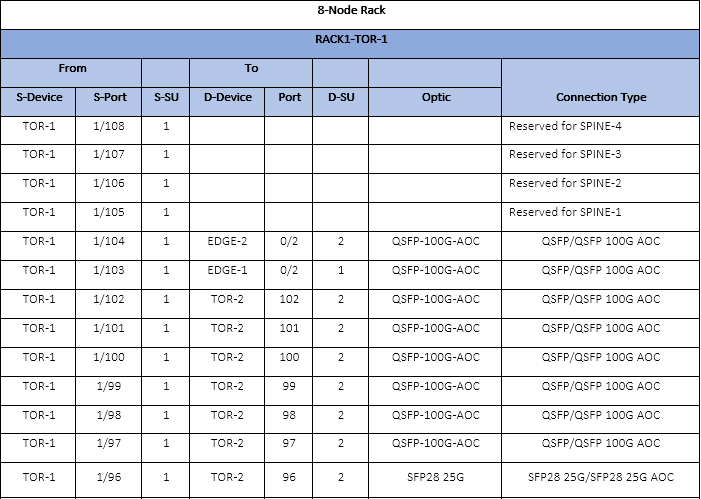 8-Node Rack
RACK1-TOR-1
From To
S-Device S-Port S-SU D-Device Port D-SU Optic Connection Type
TOR-1 1/108 1 Reserved for SPINE-4
TOR-1 1/107 1 Reserved for SPINE-3
TOR-1 1/106 1 Reserved for SPINE-2
TOR-1 1/105 1 Reserved for SPINE-1
TOR-1 1/104 1 EDGE-2 0/2 2 QSFP-100G-AOC QSFP/QSFP 100G AOC
TOR-1 1/103 1 EDGE-1 0/2 1 QSFP-100G-AOC QSFP/QSFP 100G AOC
TOR-1 1/102 1 TOR-2 102 2 QSFP-100G-AOC QSFP/QSFP 100G AOC
TOR-1 1/101 1 TOR-2 101 2 QSFP-100G-AOC QSFP/QSFP 100G AOC
TOR-1 1/100 1 TOR-2 100 2 QSFP-100G-AOC QSFP/QSFP 100G AOC
TOR-1 1/99 1 TOR-2 99 2 QSFP-100G-AOC QSFP/QSFP 100G AOC
TOR-1 1/98 1 TOR-2 98 2 QSFP-100G-AOC QSFP/QSFP 100G AOC
TOR-1 1/97 1 TOR-2 97 2 QSFP-100G-AOC QSFP/QSFP 100G AOC
TOR-1 1/96 1 TOR-2 96 2 SFP28 25G SFP28 25G/SFP28 25G AOC